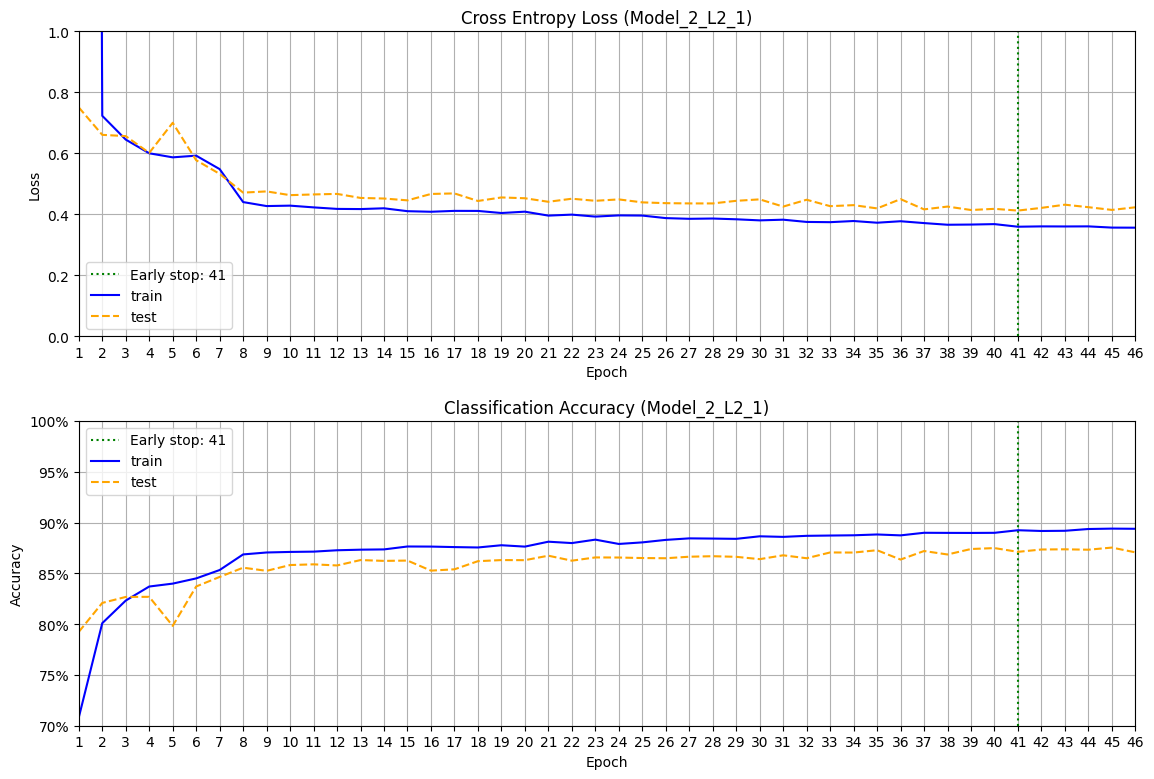 Cross Entropy Loss (Model_2_L2_1)
1.0
0.8
0.6
0.4
0.2
0.0
Loss
Early stop: 41
train
test
1 2 3 4 5 6 7 8 9 10 11 12 13 14 15 16 17 18 19 20 21 22 23 24 25 26 27 28 29 30 31 32 33 34 35 36 37 38 39 40 41 42 43 44 45 46
Epoch
Classification Accuracy (Model_2_L2_1)
100%
95%
90%
85%
80%
75%
70%
Accuracy
Early stop: 41
train
test
1 2 3 4 5 6 7 8 9 10 11 12 13 14 15 16 17 18 19 20 21 22 23 24 25 26 27 28 29 30 31 32 33 34 35 36 37 38 39 40 41 42 43 44 45 46
Epoch